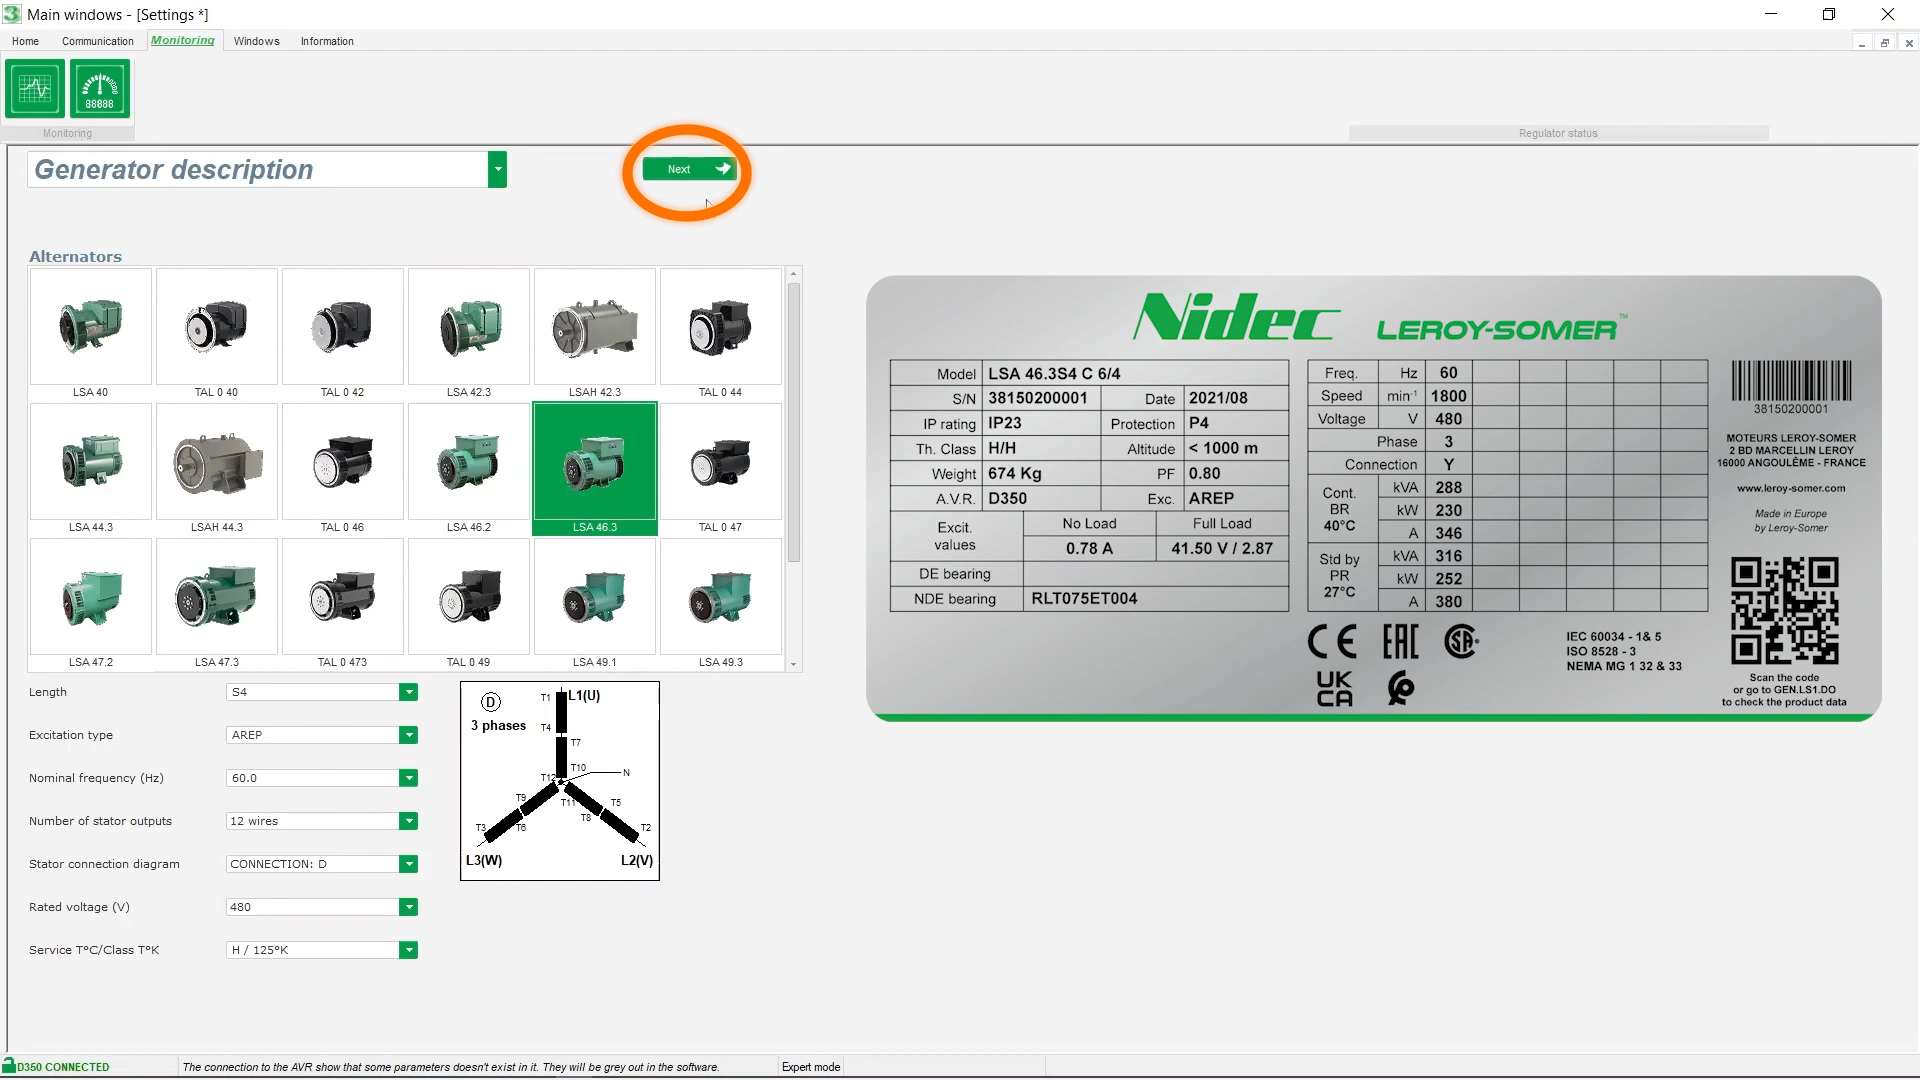 Main windows - [Settings *]
Home Communication Monitoring Windows Information
88888
Monitoring
Regulator status
Generator description
Next
Alternators
LSA 40 TAL 0 40 TAL 0 42 LSA 42.3 LSAH 42.3 TAL 0 44
LSA 44.3 LSAH 44.3 TAL 0 46 LSA 46.2 LSA 46.3 TAL 0 47
LSA 47.2 LSA 47.3 TAL 0 473 TAL 0 49 LSA 49.1 LSA 49.3
Length S4
Excitation type AREP
Nominal frequency (Hz) 60.0
Number of stator outputs 12 wires
Stator connection diagram CONNECTION: D
Rated voltage (V) 480
Service T°C/Class T°K H / 125°K
D
3 phases
T1 L1(U)
T4
T7
T10
T12 N
T9 T11 T5
T8
T3 T6 T2
L3(W) L2(V)
Nidec LEROY-SOMER™
Model LSA 46.3S4 C 6/4
S/N 38150200001 Date 2021/08
IP rating IP23 Protection P4
Th. Class H/H Altitude < 1000 m
Weight 674 Kg PF 0.80
A.V.R. D350 Exc. AREP
Excit. values No Load Full Load
0.78 A 41.50 V / 2.87
DE bearing
NDE bearing RLT075ET004
Freq. Hz 60
Speed min-1 1800
Voltage V 480
Phase 3
Connection Y
Cont. BR 40°C kVA 288
kW 230
A 346
Std by PR 27°C kVA 316
kW 252
A 380
CE EAC SA
UK CA
IEC 60034 - 1& 5
ISO 8528 - 3
NEMA MG 1 32 & 33
38150200001
MOTEURS LEROY-SOMER
2 BD MARCELLIN LEROY
16000 ANGOULÊME - FRANCE
www.leroy-somer.com
Made in Europe
by Leroy-Somer
Scan the code
or go to GEN.LS1.DO
to check the product data
D350 CONNECTED The connection to the AVR show that some parameters doesn't exist in it. They will be grey out in the software. Expert mode